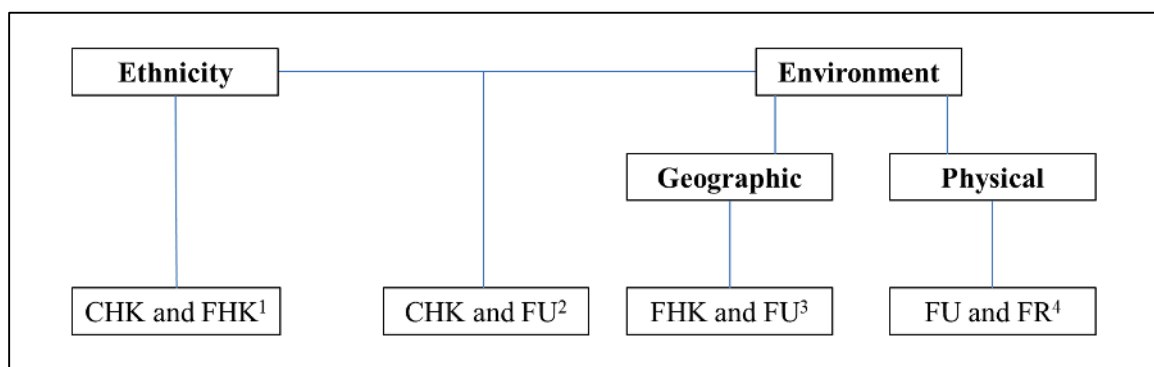 Ethnicity
Environment
Geographic
Physical
CHK and FHK¹
CHK and FU²
FHK and FU³
FU and FR⁴